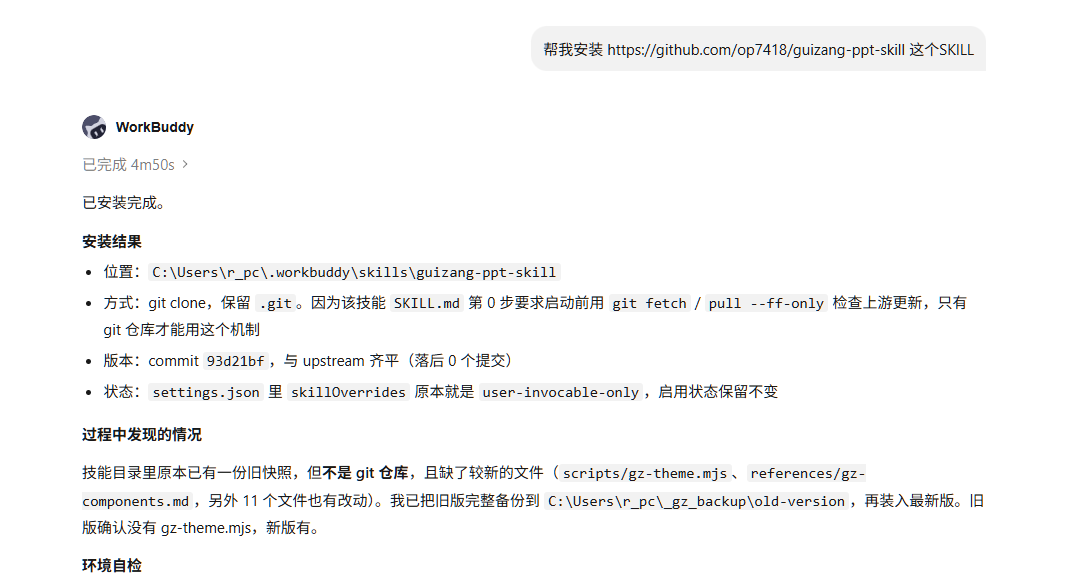 帮我安装 https://github.com/op7418/guizang-ppt-skill 这个SKILL
WorkBuddy
已完成 4m50s >
已安装完成。
安装结果
• 位置：C:\Users\r_pc\.workbuddy\skills\guizang-ppt-skill
• 方式：git clone，保留 .git。因为该技能 SKILL.md 第 0 步要求启动前用 git fetch / pull --ff-only 检查上游更新，只有
git 仓库才能用这个机制
• 版本：commit 93d21bf，与 upstream 齐平（落后 0 个提交）
• 状态：settings.json 里 skillOverrides 原本就是 user-invocable-only，启用状态保留不变
过程中发现的情况
技能目录里原本已有一份旧快照，但不是 git 仓库，且缺了较新的文件（scripts/gz-theme.mjs、references/gz-
components.md，另外 11 个文件也有改动）。我已把旧版完整备份到 C:\Users\r_pc\_gz_backup\old-version，再装入最新版。旧
版确认没有 gz-theme.mjs，新版有。
环境自检